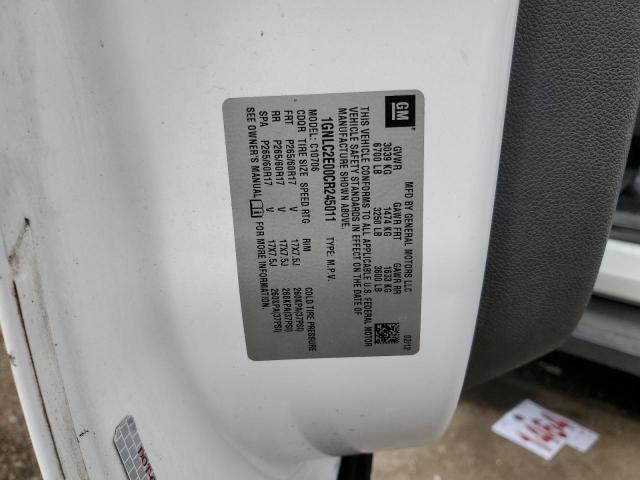 GM
MFD BY GENERAL MOTORS LLC 02/12
GVWR GAWR FRT GAWR RR
3039 KG 1474 KG 1633 KG
6700 LB 3250 LB 3600 LB
THIS VEHICLE CONFORMS TO ALL APPLICABLE U.S. FEDERAL MOTOR
VEHICLE SAFETY STANDARDS IN EFFECT ON THE DATE OF
MANUFACTURE SHOWN ABOVE.
1GNLC2E00CR245011 TYPE: M.P.V.
MODEL: C10706
CDQR TIRE SIZE SPEED RTG RIM COLD TIRE PRESSURE
FRT P265/60R17 V 17X7.5J 260KPA(37PSI)
RR P265/60R17 V 17X7.5J 260KPA(37PSI)
SPA P265/60R17 V 17X7.5J 260KPA(37PSI)
SEE OWNER'S MANUAL